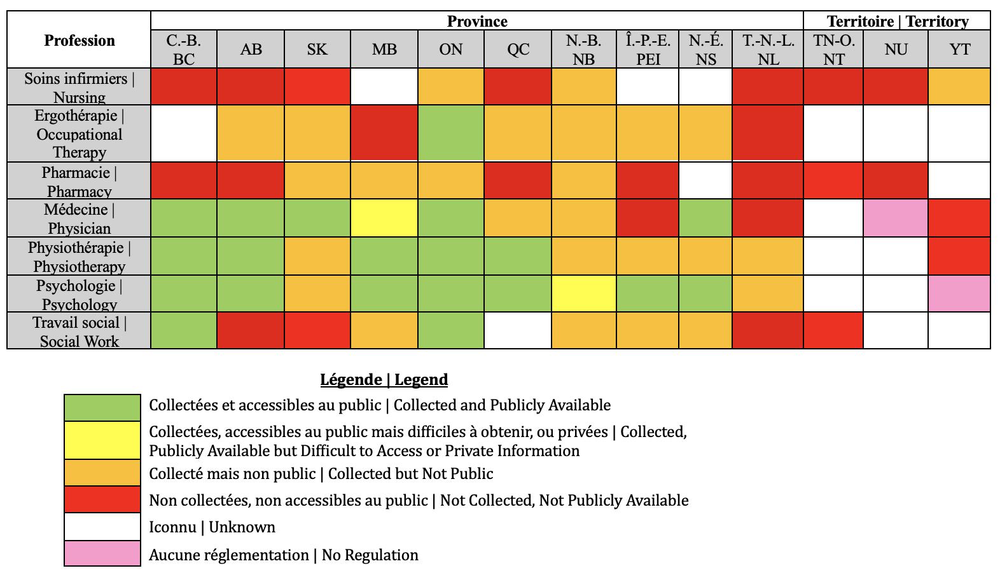 Profession
Province
Territoire | Territory
C.-B.
BC
AB
SK
MB
ON
QC
N.-B.
NB
Î.-P.-E.
PEI
N.-É.
NS
T.-N.-L.
NL
TN-O.
NT
NU
YT
Soins infirmiers |
Nursing
Ergothérapie |
Occupational
Therapy
Pharmacie |
Pharmacy
Médecine |
Physician
Physiothérapie |
Physiotherapy
Psychologie |
Psychology
Travail social |
Social Work
Légende | Legend
Collectées et accessibles au public | Collected and Publicly Available
Collectées, accessibles au public mais difficiles à obtenir, ou privées | Collected,
Publicly Available but Difficult to Access or Private Information
Collecté mais non public | Collected but Not Public
Non collectées, non accessibles au public | Not Collected, Not Publicly Available
Iconnu | Unknown
Aucune réglementation | No Regulation